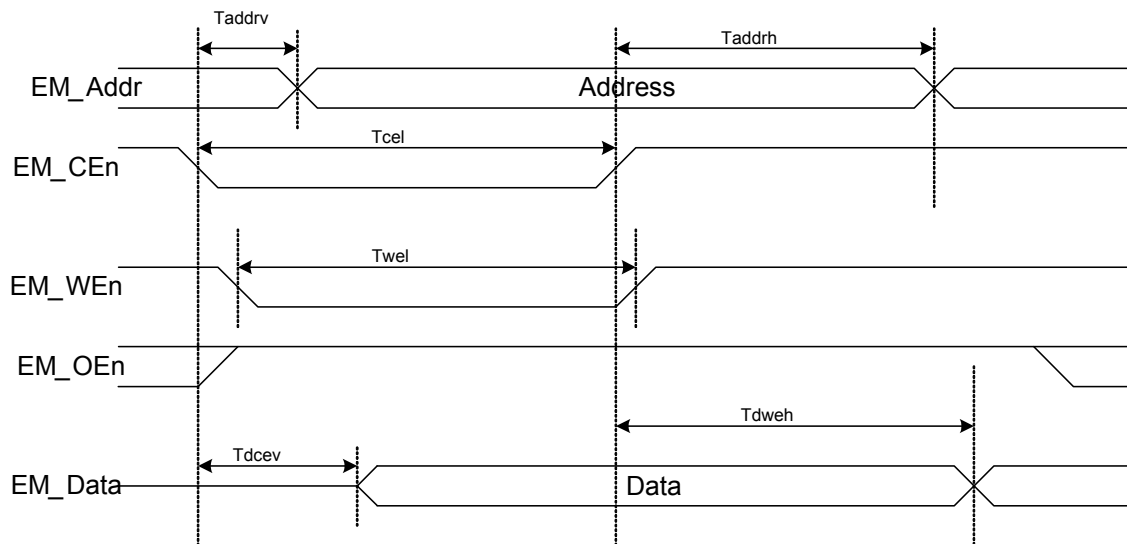 Taddrv
Taddrh
EM_Addr
Address
Tcel
EM_CEn
Twel
EM_WEn
EM_OEn
Tdweh
Tdcev
EM_Data
Data